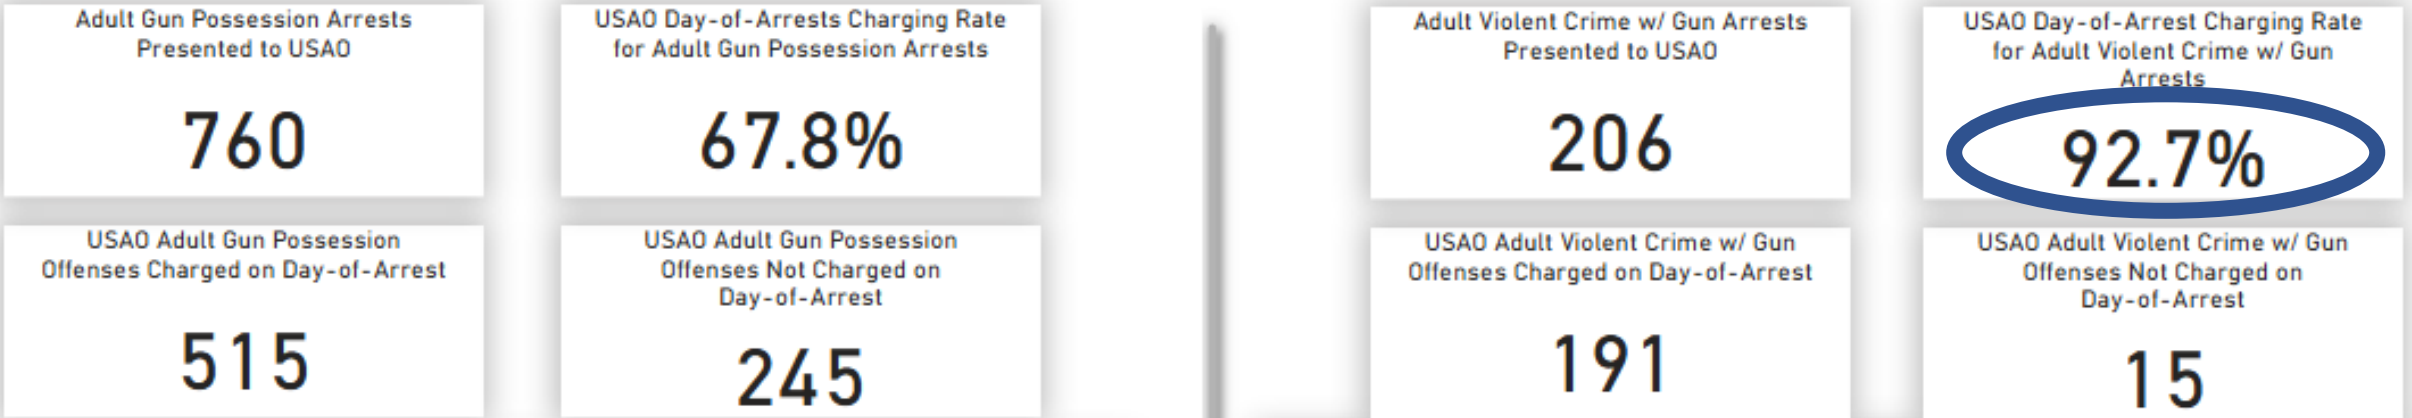 Adult Gun Possession Arrests
Presented to USAO
760
USAO Day-of-Arrests Charging Rate
for Adult Gun Possession Arrests
67.8%
Adult Violent Crime w/ Gun Arrests
Presented to USAO
206
USAO Day-of-Arrest Charging Rate
for Adult Violent Crime w/ Gun
Arrests
92.7%
USAO Adult Gun Possession
Offenses Charged on Day-of-Arrest
515
USAO Adult Gun Possession
Offenses Not Charged on
Day-of-Arrest
245
USAO Adult Violent Crime w/ Gun
Offenses Charged on Day-of-Arrest
191
USAO Adult Violent Crime w/ Gun
Offenses Not Charged on
Day-of-Arrest
15